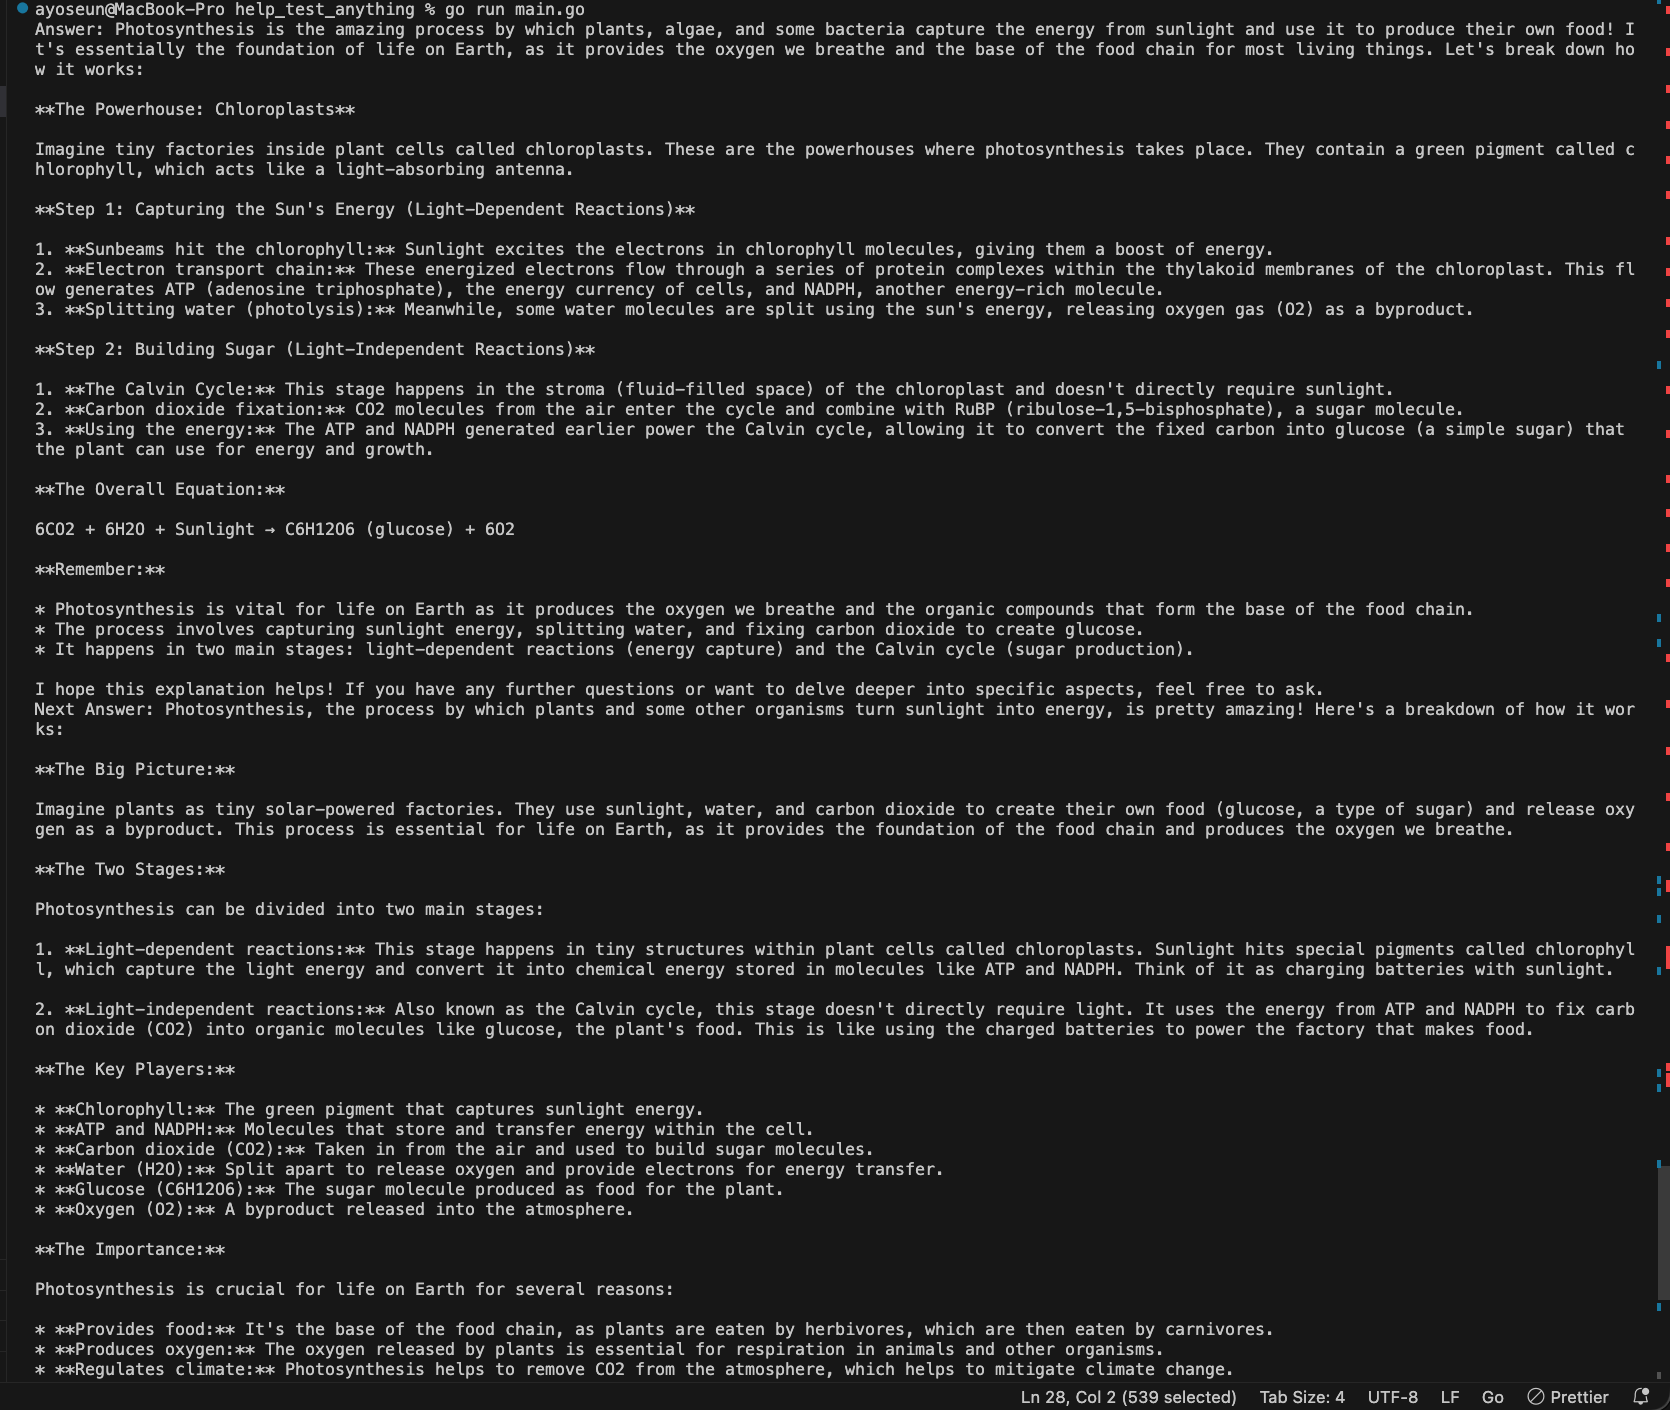 ayoseun@MacBook-Pro help_test_anything % go run main.go
Answer: Photosynthesis is the amazing process by which plants, algae, and some bacteria capture the energy from sunlight and use it to produce their own food! I
t's essentially the foundation of life on Earth, as it provides the oxygen we breathe and the base of the food chain for most living things. Let's break down ho
w it works:
**The Powerhouse: Chloroplasts**
Imagine tiny factories inside plant cells called chloroplasts. These are the powerhouses where photosynthesis takes place. They contain a green pigment called c
hlorophyll, which acts like a light-absorbing antenna.
**Step 1: Capturing the Sun's Energy (Light-Dependent Reactions)**
1. **Sunbeams hit the chlorophyll:** Sunlight excites the electrons in chlorophyll molecules, giving them a boost of energy.
2. **Electron transport chain:** These energized electrons flow through a series of protein complexes within the thylakoid membranes of the chloroplast. This fl
ow generates ATP (adenosine triphosphate), the energy currency of cells, and NADPH, another energy-rich molecule.
3. **Splitting water (photolysis):** Meanwhile, some water molecules are split using the sun's energy, releasing oxygen gas (O2) as a byproduct.
**Step 2: Building Sugar (Light-Independent Reactions)**
1. **The Calvin Cycle:** This stage happens in the stroma (fluid-filled space) of the chloroplast and doesn't directly require sunlight.
2. **Carbon dioxide fixation:** CO2 molecules from the air enter the cycle and combine with RuBP (ribulose-1,5-bisphosphate), a sugar molecule.
3. **Using the energy:** The ATP and NADPH generated earlier power the Calvin cycle, allowing it to convert the fixed carbon into glucose (a simple sugar) that
the plant can use for energy and growth.
**The Overall Equation:**
6CO2 + 6H2O + Sunlight → C6H12O6 (glucose) + 6O2
**Remember:**
* Photosynthesis is vital for life on Earth as it produces the oxygen we breathe and the organic compounds that form the base of the food chain.
* The process involves capturing sunlight energy, splitting water, and fixing carbon dioxide to create glucose.
* It happens in two main stages: light-dependent reactions (energy capture) and the Calvin cycle (sugar production).
I hope this explanation helps! If you have any further questions or want to delve deeper into specific aspects, feel free to ask.
Next Answer: Photosynthesis, the process by which plants and some other organisms turn sunlight into energy, is pretty amazing! Here's a breakdown of how it wor
ks:
**The Big Picture:**
Imagine plants as tiny solar-powered factories. They use sunlight, water, and carbon dioxide to create their own food (glucose, a type of sugar) and release oxy
gen as a byproduct. This process is essential for life on Earth, as it provides the foundation of the food chain and produces the oxygen we breathe.
**The Two Stages:**
Photosynthesis can be divided into two main stages:
1. **Light-dependent reactions:** This stage happens in tiny structures within plant cells called chloroplasts. Sunlight hits special pigments called chlorophyl
l, which capture the light energy and convert it into chemical energy stored in molecules like ATP and NADPH. Think of it as charging batteries with sunlight.
2. **Light-independent reactions:** Also known as the Calvin cycle, this stage doesn't directly require light. It uses the energy from ATP and NADPH to fix carb
on dioxide (CO2) into organic molecules like glucose, the plant's food. This is like using the charged batteries to power the factory that makes food.
**The Key Players:**
* **Chlorophyll:** The green pigment that captures sunlight energy.
* **ATP and NADPH:** Molecules that store and transfer energy within the cell.
* **Carbon dioxide (CO2):** Taken in from the air and used to build sugar molecules.
* **Water (H2O):** Split apart to release oxygen and provide electrons for energy transfer.
* **Glucose (C6H12O6):** The sugar molecule produced as food for the plant.
* **Oxygen (O2):** A byproduct released into the atmosphere.
**The Importance:**
Photosynthesis is crucial for life on Earth for several reasons:
* **Provides food:** It's the base of the food chain, as plants are eaten by herbivores, which are then eaten by carnivores.
* **Produces oxygen:** The oxygen released by plants is essential for respiration in animals and other organisms.
* **Regulates climate:** Photosynthesis helps to remove CO2 from the atmosphere, which helps to mitigate climate change.
Ln 28, Col 2 (539 selected) Tab Size: 4 UTF-8 LF Go Prettier